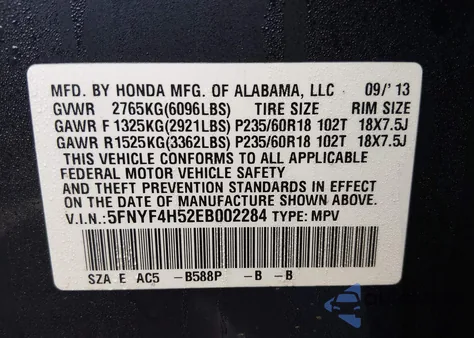 MFD. BY HONDA MFG. OF ALABAMA, LLC 09/'13
GVWR 2765KG(6096LBS) TIRE SIZE RIM SIZE
GAWR F 1325KG(2921LBS) P235/60R18 102T 18X7.5J
GAWR R1525KG(3362LBS) P235/60R18 102T 18X7.5J
THIS VEHICLE CONFORMS TO ALL APPLICABLE
FEDERAL MOTOR VEHICLE SAFETY
AND THEFT PREVENTION STANDARDS IN EFFECT
ON THE DATE OF MANUFACTURE SHOWN ABOVE.
V.I.N.: 5FNYF4H52EB002284 TYPE: MPV
SZA E AC5 -B588P -B -B